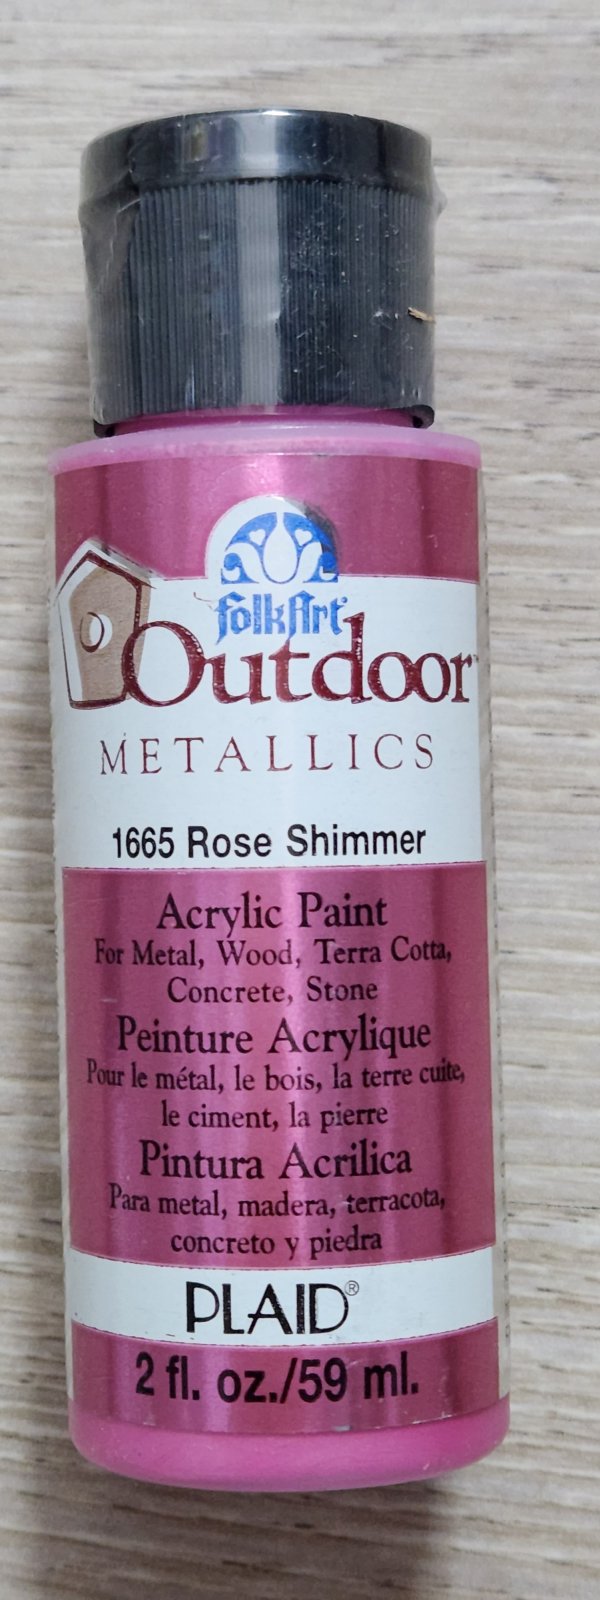 FolkArt®
Outdoor™
METALLICS
1665 Rose Shimmer
Acrylic Paint
For Metal, Wood, Terra Cotta,
Concrete, Stone
Peinture Acrylique
Pour le métal, le bois, la terre cuite,
le ciment, la pierre
Pintura Acrilica
Para metal, madera, terracota,
concreto y piedra
PLAID®
2 fl. oz./59 ml.